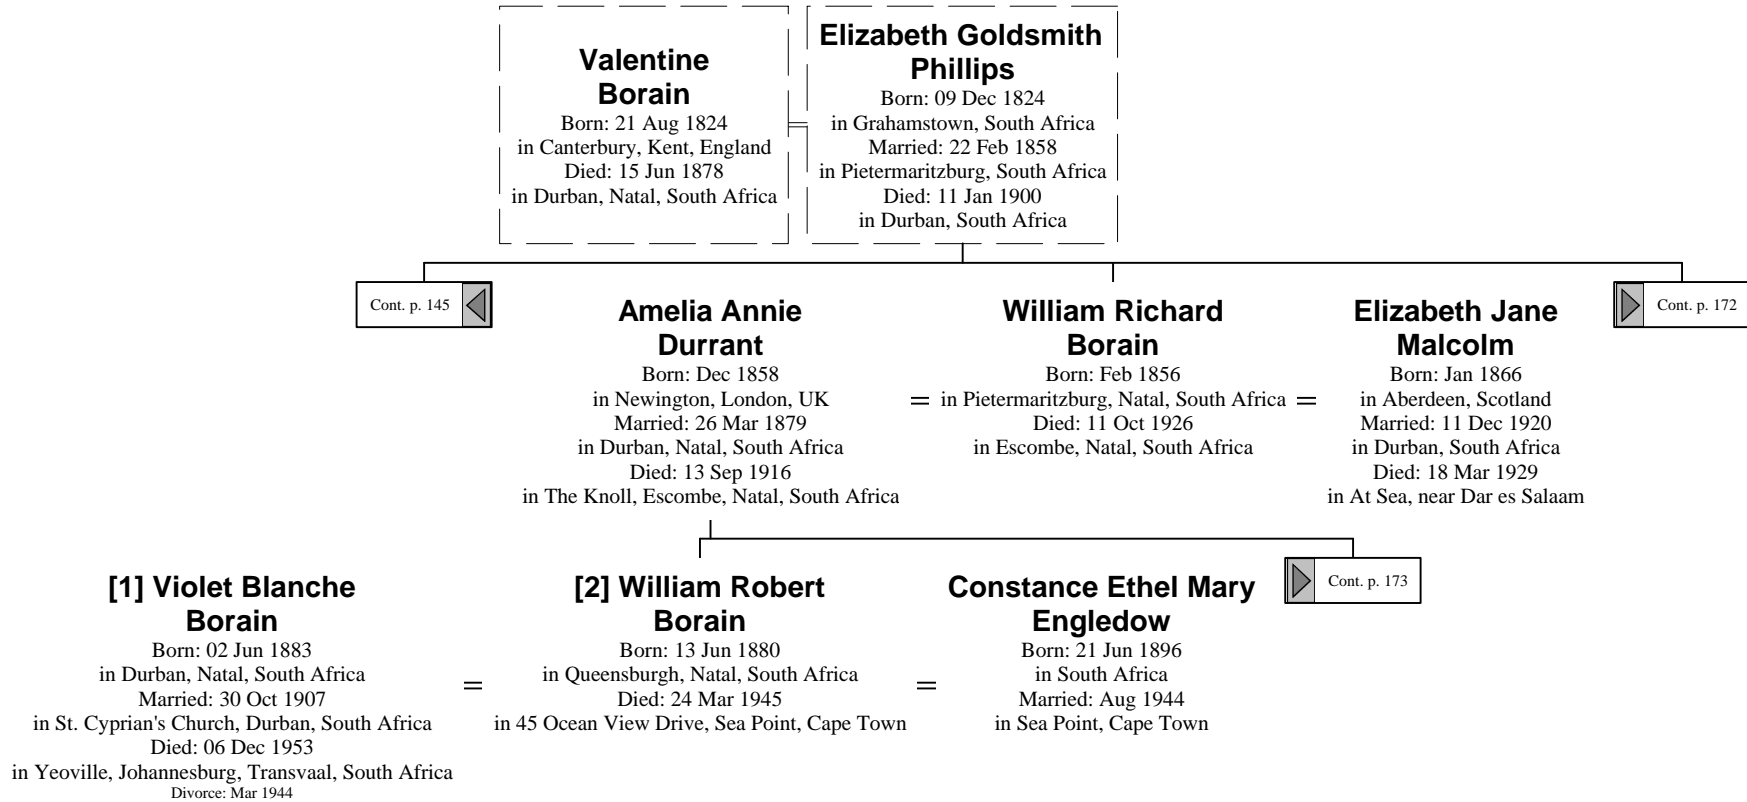 Valentine
Borain
Born: 21 Aug 1824
in Canterbury, Kent, England
Died: 15 Jun 1878
in Durban, Natal, South Africa
Elizabeth Goldsmith
Phillips
Born: 09 Dec 1824
in Grahamstown, South Africa
Married: 22 Feb 1858
in Pietermaritzburg, South Africa
Died: 11 Jan 1900
in Durban, South Africa
Cont. p. 145
Amelia Annie
Durrant
Born: Dec 1858
in Newington, London, UK
Married: 26 Mar 1879
in Durban, Natal, South Africa
Died: 13 Sep 1916
in The Knoll, Escombe, Natal, South Africa
=
William Richard
Borain
Born: Feb 1856
in Pietermaritzburg, Natal, South Africa
Died: 11 Oct 1926
in Escombe, Natal, South Africa
=
Elizabeth Jane
Malcolm
Born: Jan 1866
in Aberdeen, Scotland
Married: 11 Dec 1920
in Durban, South Africa
Died: 18 Mar 1929
in At Sea, near Dar es Salaam
Cont. p. 172
[1] Violet Blanche
Borain
Born: 02 Jun 1883
in Durban, Natal, South Africa
Married: 30 Oct 1907
in St. Cyprian's Church, Durban, South Africa
Died: 06 Dec 1953
in Yeoville, Johannesburg, Transvaal, South Africa
Divorce: Mar 1944
=
[2] William Robert
Borain
Born: 13 Jun 1880
in Queensburgh, Natal, South Africa
Died: 24 Mar 1945
in 45 Ocean View Drive, Sea Point, Cape Town
=
Constance Ethel Mary
Engledow
Born: 21 Jun 1896
in South Africa
Married: Aug 1944
in Sea Point, Cape Town
Cont. p. 173